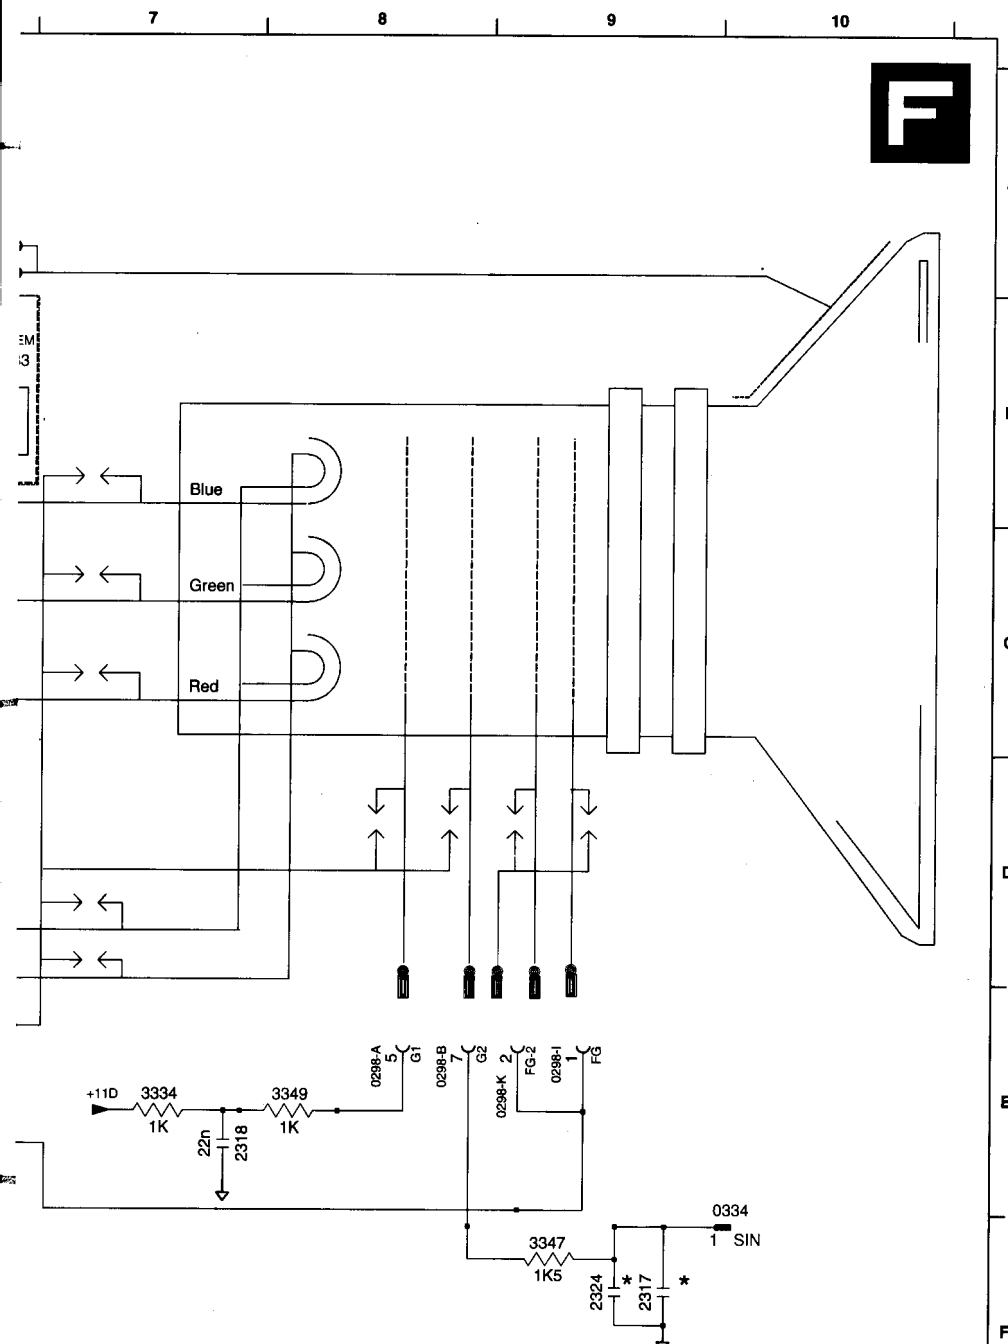 7 8 9 10
F
EM
33
Blue
Green
Red
0298-A
5
G1
0298-B
7
G2
0298-K
2
FG-2
0298-I
1
FG
+11D
3334
1K
3349
1K
22n
2318
0334
1 SIN
3347
1K5
2324
*
2317
*
E
F